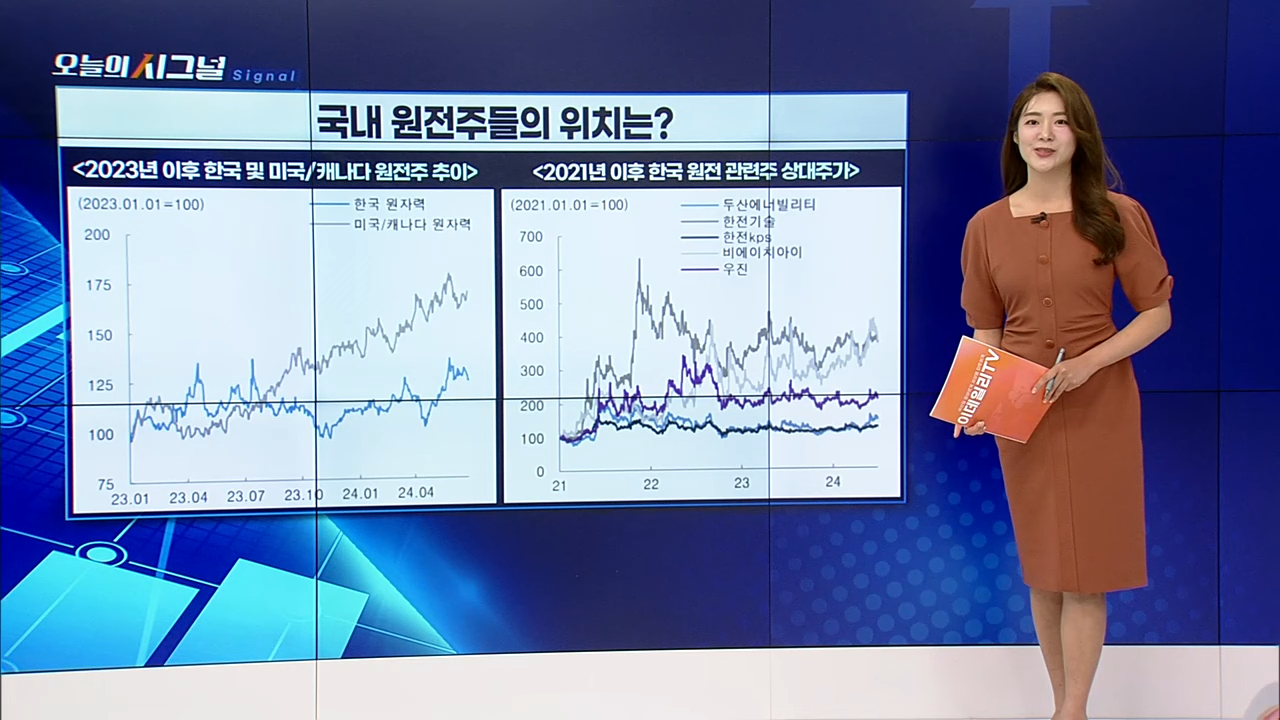 오늘의 시그널 Signal
국내 원전주들의 위치는?
<2023년 이후 한국 및 미국/캐나다 원전주 추이>
(2023.01.01=100)
한국 원자력
미국/캐나다 원자력
200
175
150
125
100
75
23.01 23.04 23.07 23.10 24.01 24.04
<2021년 이후 한국 원전 관련주 상대주가>
(2021.01.01=100)
두산에너빌리티
한전기술
한전kps
비에이치아이
우진
700
600
500
400
300
200
100
0
21 22 23 24
이데일리TV